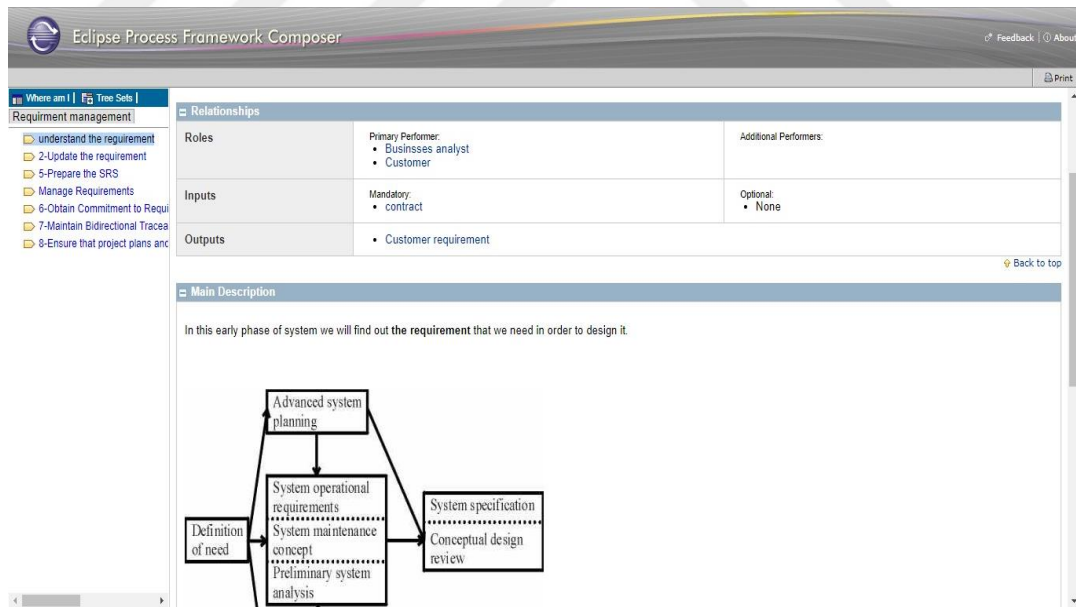 Eclipse Process Framework Composer
Feedback | About
Print
Where am I | Tree Sets |
Requirment management
understand the requirement
2-Update the requirement
5-Prepare the SRS
Manage Requirements
6-Obtain Commitment to Requi
7-Maintain Bidirectional Tracea
8-Ensure that project plans and
Relationships
Roles
Primary Performer:
Businsses analyst
Customer
Additional Performers:
Inputs
Mandatory:
contract
Optional:
None
Outputs
Customer requirement
Back to top
Main Description
In this early phase of system we will find out the requirement that we need in order to design it.
Advanced system
planning
System operational
requirements
System maintenance
concept
Preliminary system
analysis
Definition
of need
System specification
Conceptual design
review